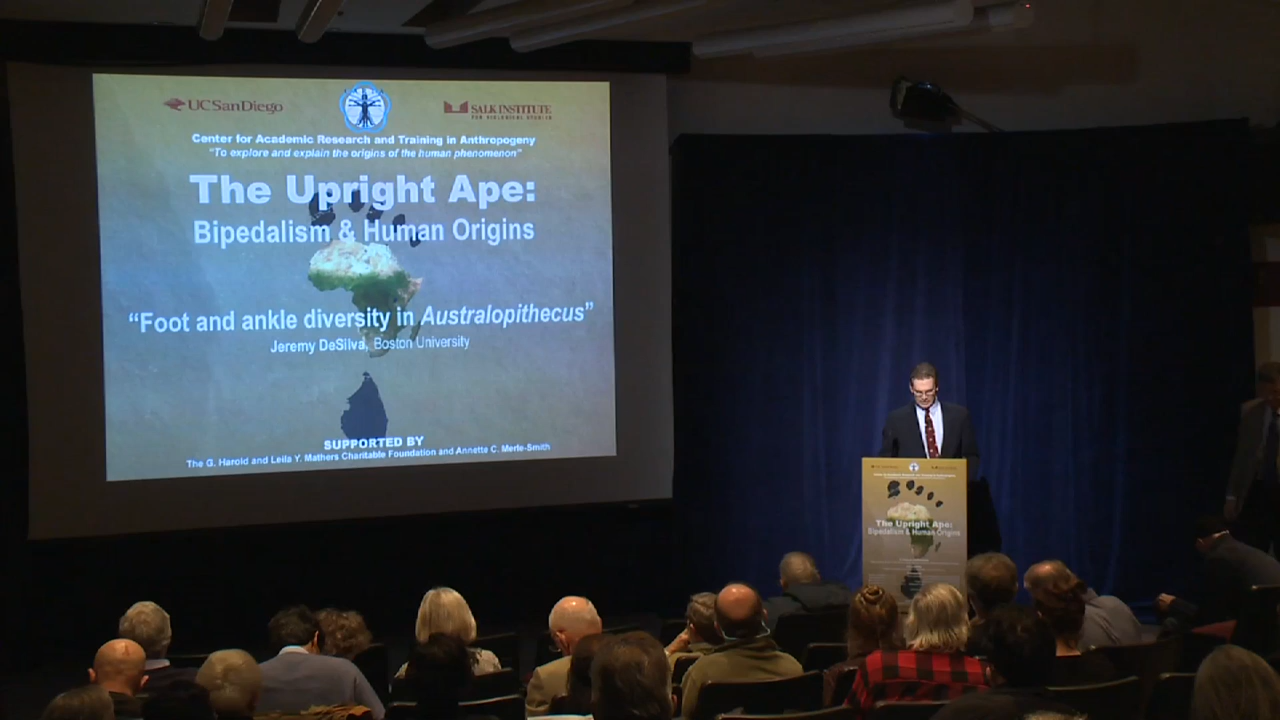 UC San Diego
SALK INSTITUTE
FOR BIOLOGICAL STUDIES
Center for Academic Research and Training in Anthropogeny
"To explore and explain the origins of the human phenomenon"
The Upright Ape:
Bipedalism & Human Origins
“Foot and ankle diversity in Australopithecus”
Jeremy DeSilva, Boston University
SUPPORTED BY
The G. Harold and Leila Y. Mathers Charitable Foundation and Annette C. Merle-Smith
The Upright Ape:
Bipedalism & Human Origins